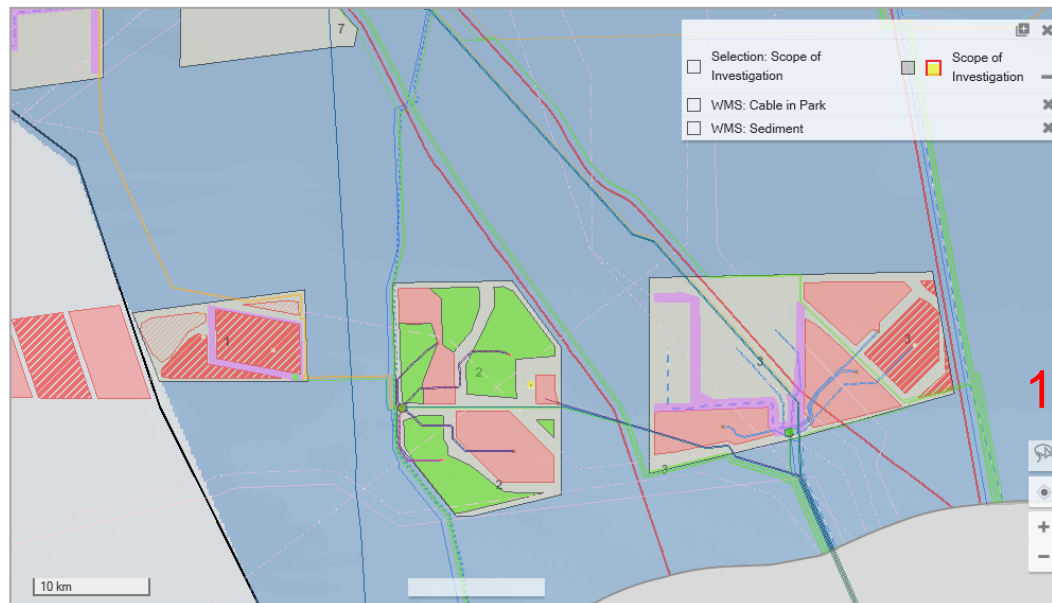 7
Selection: Scope of
Investigation
Scope of
Investigation
WMS: Cable in Park
WMS: Sediment
1
2
3
3
1
2
3
10 km